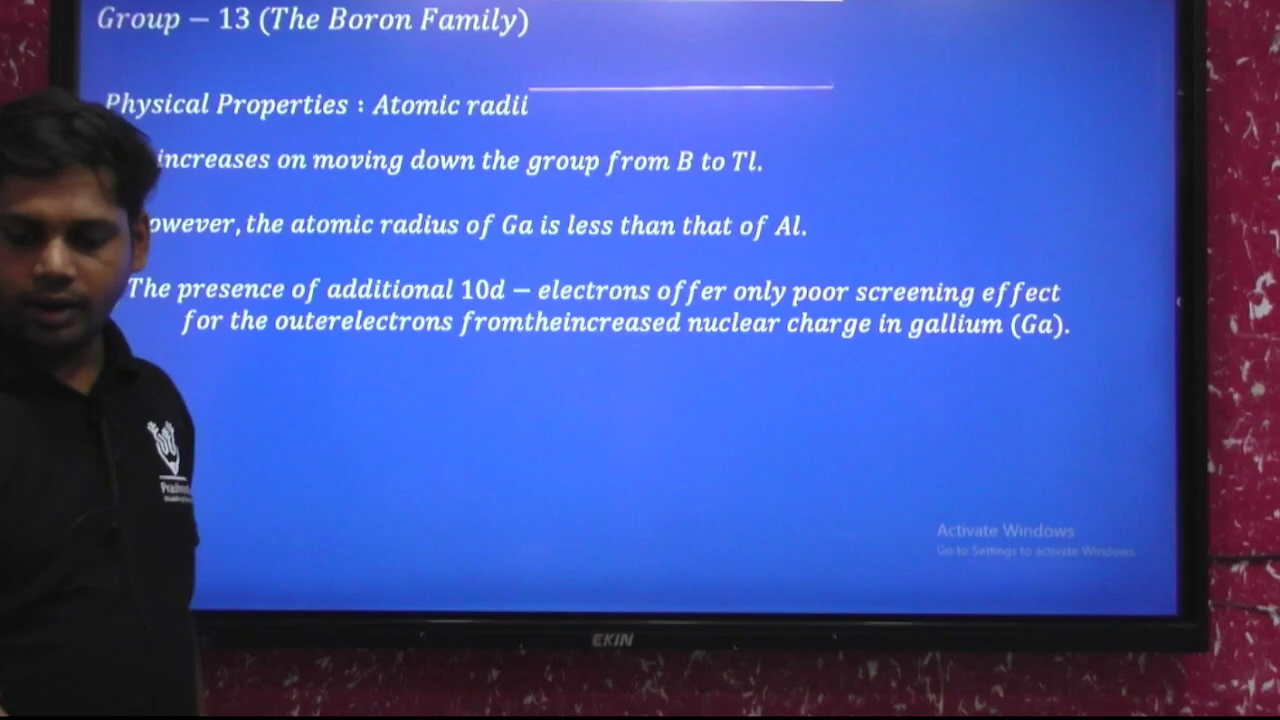 Group − 13 (The Boron Family)
Physical Properties : Atomic radii
increases on moving down the group from B to Tl.
owever, the atomic radius of Ga is less than that of Al.
The presence of additional 10d − electrons offer only poor screening effect
for the outerelectrons fromtheincreased nuclear charge in gallium (Ga).
Activate Windows
Go to Settings to activate Windows.
EKIN